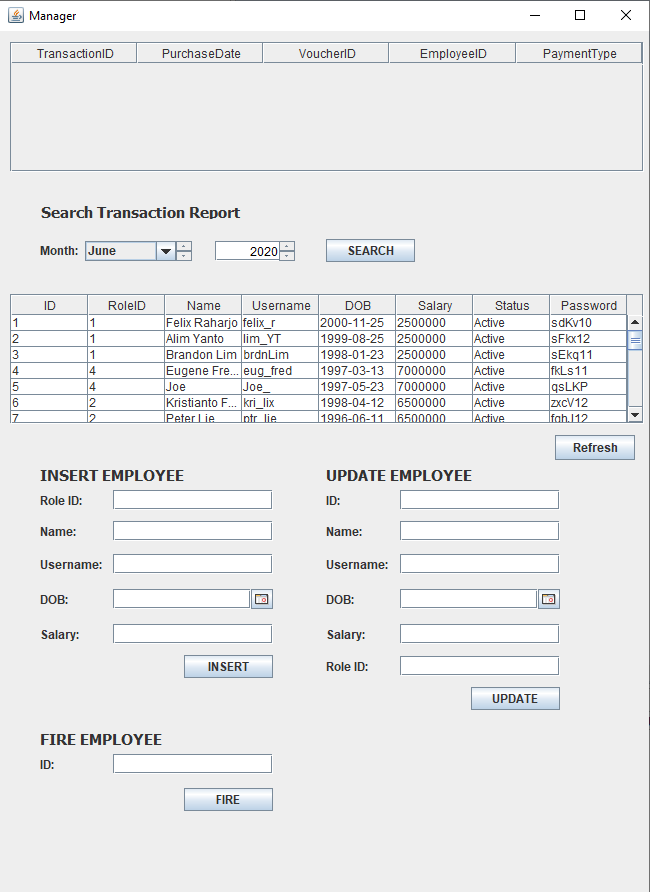 Manager
TransactionID PurchaseDate VoucherID EmployeeID PaymentType
Search Transaction Report
Month: June 2020 SEARCH
ID RoleID Name Username DOB Salary Status Password
1 1 Felix Raharjo felix_r 2000-11-25 2500000 Active sdKv10
2 1 Alim Yanto lim_YT 1999-08-25 2500000 Active sFkx12
3 1 Brandon Lim brdnLim 1998-01-23 2500000 Active sEkq11
4 4 Eugene Fre... eug_fred 1997-03-13 7000000 Active fkLs11
5 4 Joe Joe_ 1997-05-23 7000000 Active qsLKP
6 2 Kristianto F... kri_lix 1998-04-12 6500000 Active zxcV12
7 2 Peter Lie ptr_lie 1996-06-11 6500000 Active fghJ12
Refresh
INSERT EMPLOYEE
Role ID:
Name:
Username:
DOB:
Salary:
INSERT
UPDATE EMPLOYEE
ID:
Name:
Username:
DOB:
Salary:
Role ID:
UPDATE
FIRE EMPLOYEE
ID:
FIRE